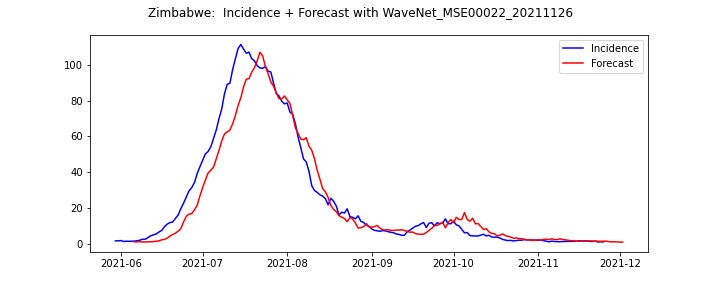 Zimbabwe:  Incidence + Forecast with WaveNet_MSE00022_20211126
Incidence
Forecast
100
80
60
40
20
0
2021-06 2021-07 2021-08 2021-09 2021-10 2021-11 2021-12